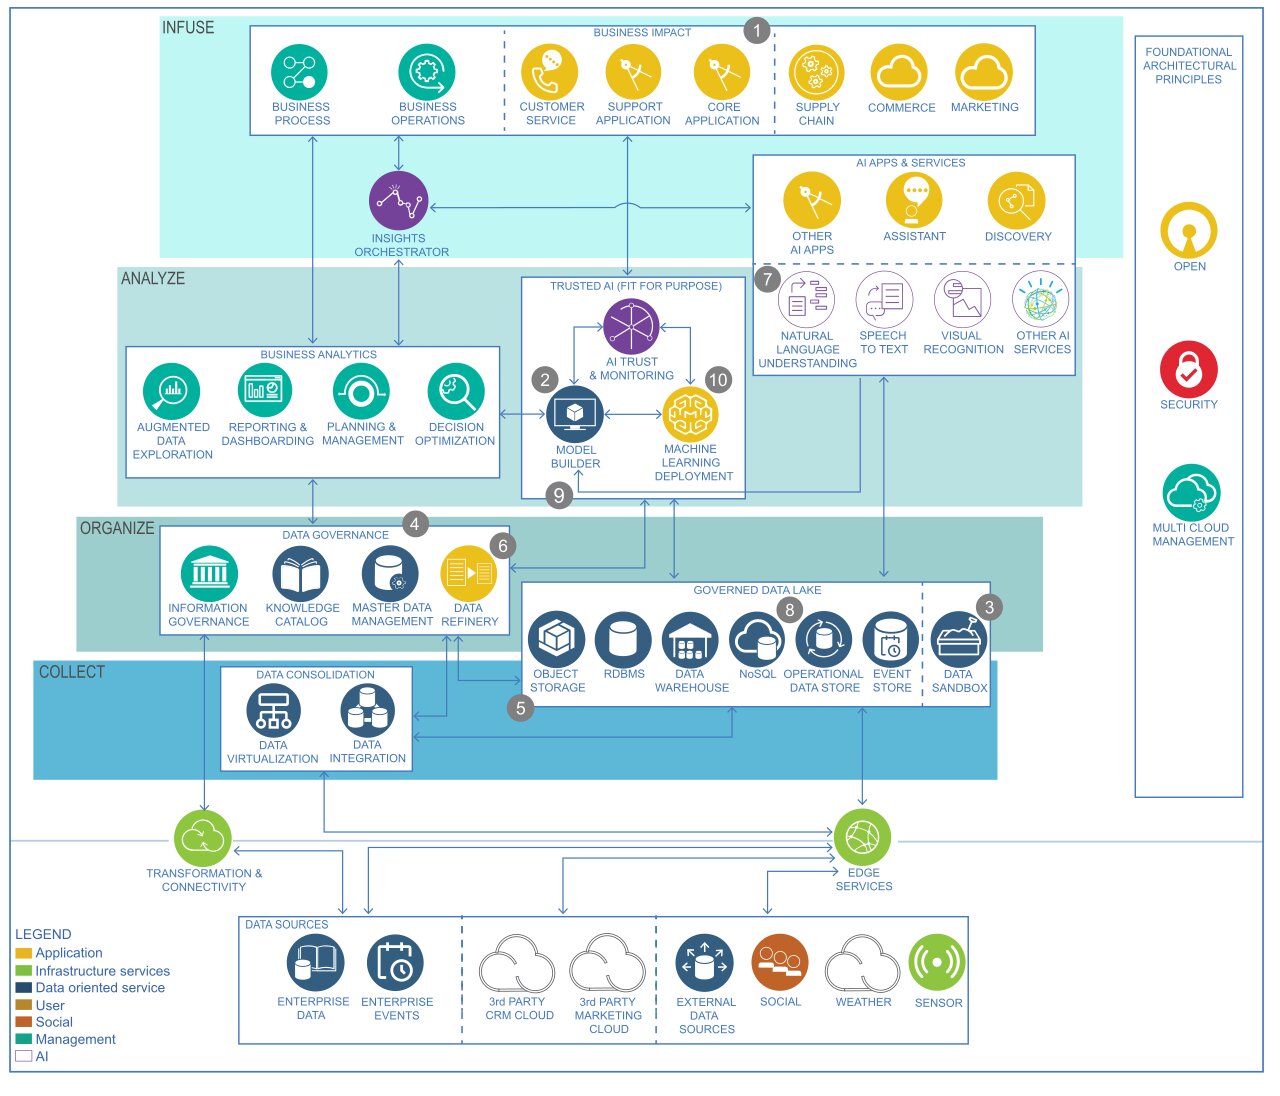 INFUSE
BUSINESS IMPACT
1
BUSINESS
PROCESS
BUSINESS
OPERATIONS
CUSTOMER
SERVICE
SUPPORT
APPLICATION
CORE
APPLICATION
SUPPLY
CHAIN
COMMERCE
MARKETING
FOUNDATIONAL
ARCHITECTURAL
PRINCIPLES
OPEN
SECURITY
MULTI CLOUD
MANAGEMENT
INSIGHTS
ORCHESTRATOR
AI APPS & SERVICES
OTHER
AI APPS
ASSISTANT
DISCOVERY
7
NATURAL
LANGUAGE
UNDERSTANDING
SPEECH
TO TEXT
VISUAL
RECOGNITION
OTHER AI
SERVICES
ANALYZE
BUSINESS ANALYTICS
AUGMENTED
DATA
EXPLORATION
REPORTING &
DASHBOARDING
PLANNING &
MANAGEMENT
DECISION
OPTIMIZATION
TRUSTED AI (FIT FOR PURPOSE)
AI TRUST
& MONITORING
2
10
MODEL
BUILDER
MACHINE
LEARNING
DEPLOYMENT
9
ORGANIZE
4
DATA GOVERNANCE
6
INFORMATION
GOVERNANCE
KNOWLEDGE
CATALOG
MASTER DATA
MANAGEMENT
DATA
REFINERY
GOVERNED DATA LAKE
8
3
OBJECT
STORAGE
RDBMS
DATA
WAREHOUSE
NoSQL
OPERATIONAL
DATA STORE
EVENT
STORE
DATA
SANDBOX
5
COLLECT
DATA CONSOLIDATION
DATA
VIRTUALIZATION
DATA
INTEGRATION
TRANSFORMATION &
CONNECTIVITY
EDGE
SERVICES
DATA SOURCES
ENTERPRISE
DATA
ENTERPRISE
EVENTS
3rd PARTY
CRM CLOUD
3rd PARTY
MARKETING
CLOUD
EXTERNAL
DATA
SOURCES
SOCIAL
WEATHER
SENSOR
LEGEND
Application
Infrastructure services
Data oriented service
User
Social
Management
AI